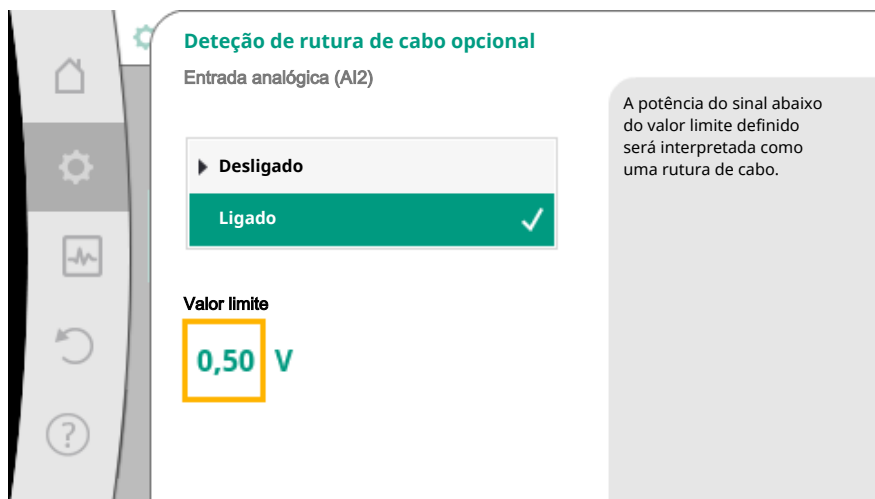 Deteção de rutura de cabo opcional
Entrada analógica (AI2)
Desligado
Ligado
Valor limite
0,50 V
A potência do sinal abaixo
do valor limite definido
será interpretada como
uma rutura de cabo.
?